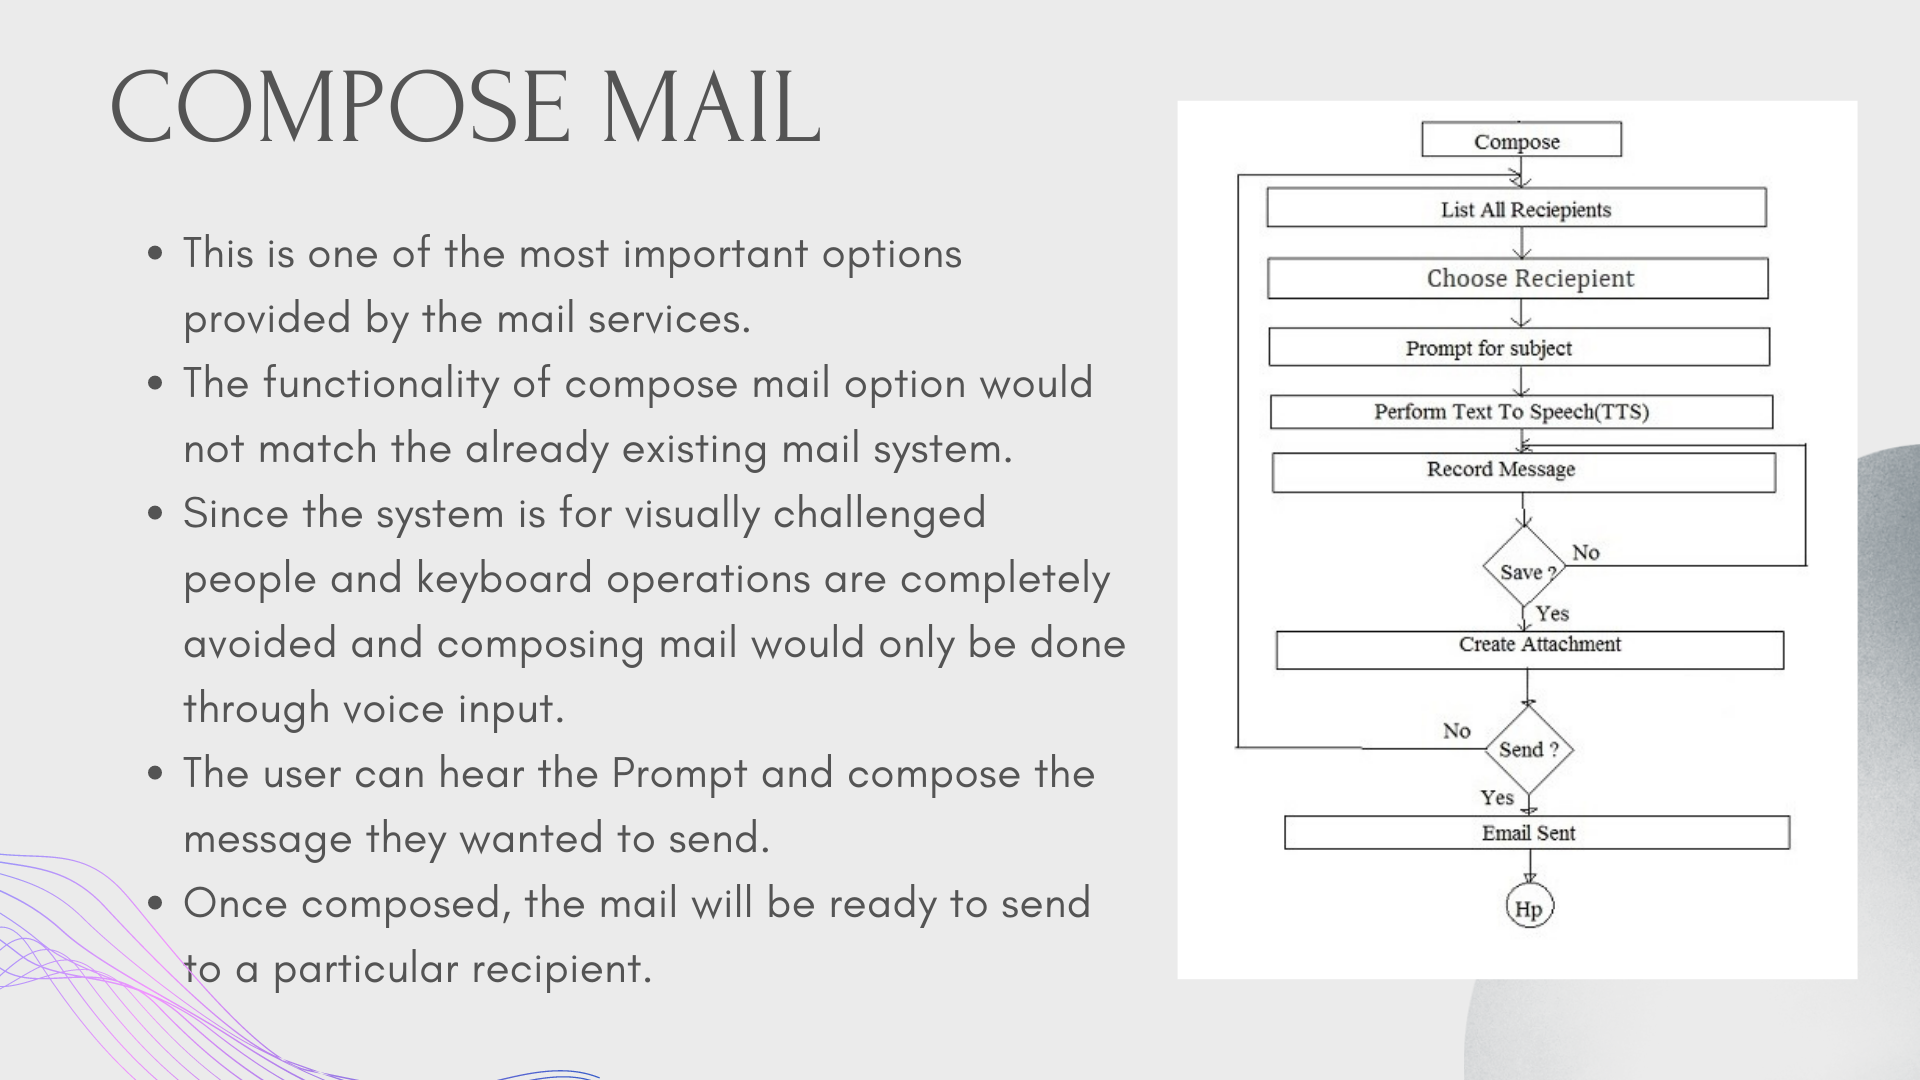 COMPOSE MAIL
• This is one of the most important options
provided by the mail services.
• The functionality of compose mail option would
not match the already existing mail system.
• Since the system is for visually challenged
people and keyboard operations are completely
avoided and composing mail would only be done
through voice input.
• The user can hear the Prompt and compose the
message they wanted to send.
• Once composed, the mail will be ready to send
to a particular recipient.
Compose
List All Reciepients
Choose Reciepient
Prompt for subject
Perform Text To Speech(TTS)
Record Message
No
Save ?
Yes
Create Attachment
No
Send ?
Yes
Email Sent
Hp